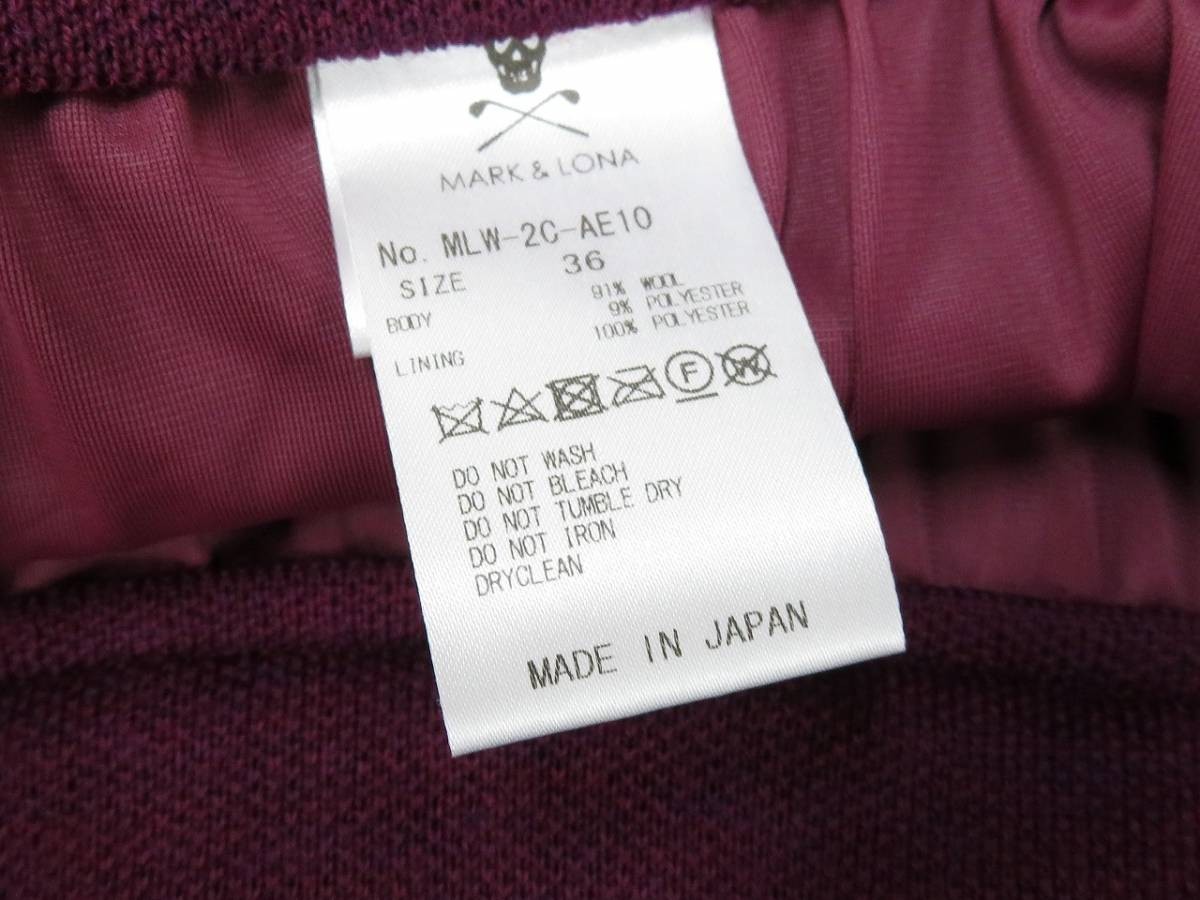 MARK & LONA
No. MLW-2C-AE10
SIZE 36
BODY 91% WOOL
9% POLYESTER
LINING 100% POLYESTER
F W
DO NOT WASH
DO NOT BLEACH
DO NOT TUMBLE DRY
DO NOT IRON
DRYCLEAN
MADE IN JAPAN